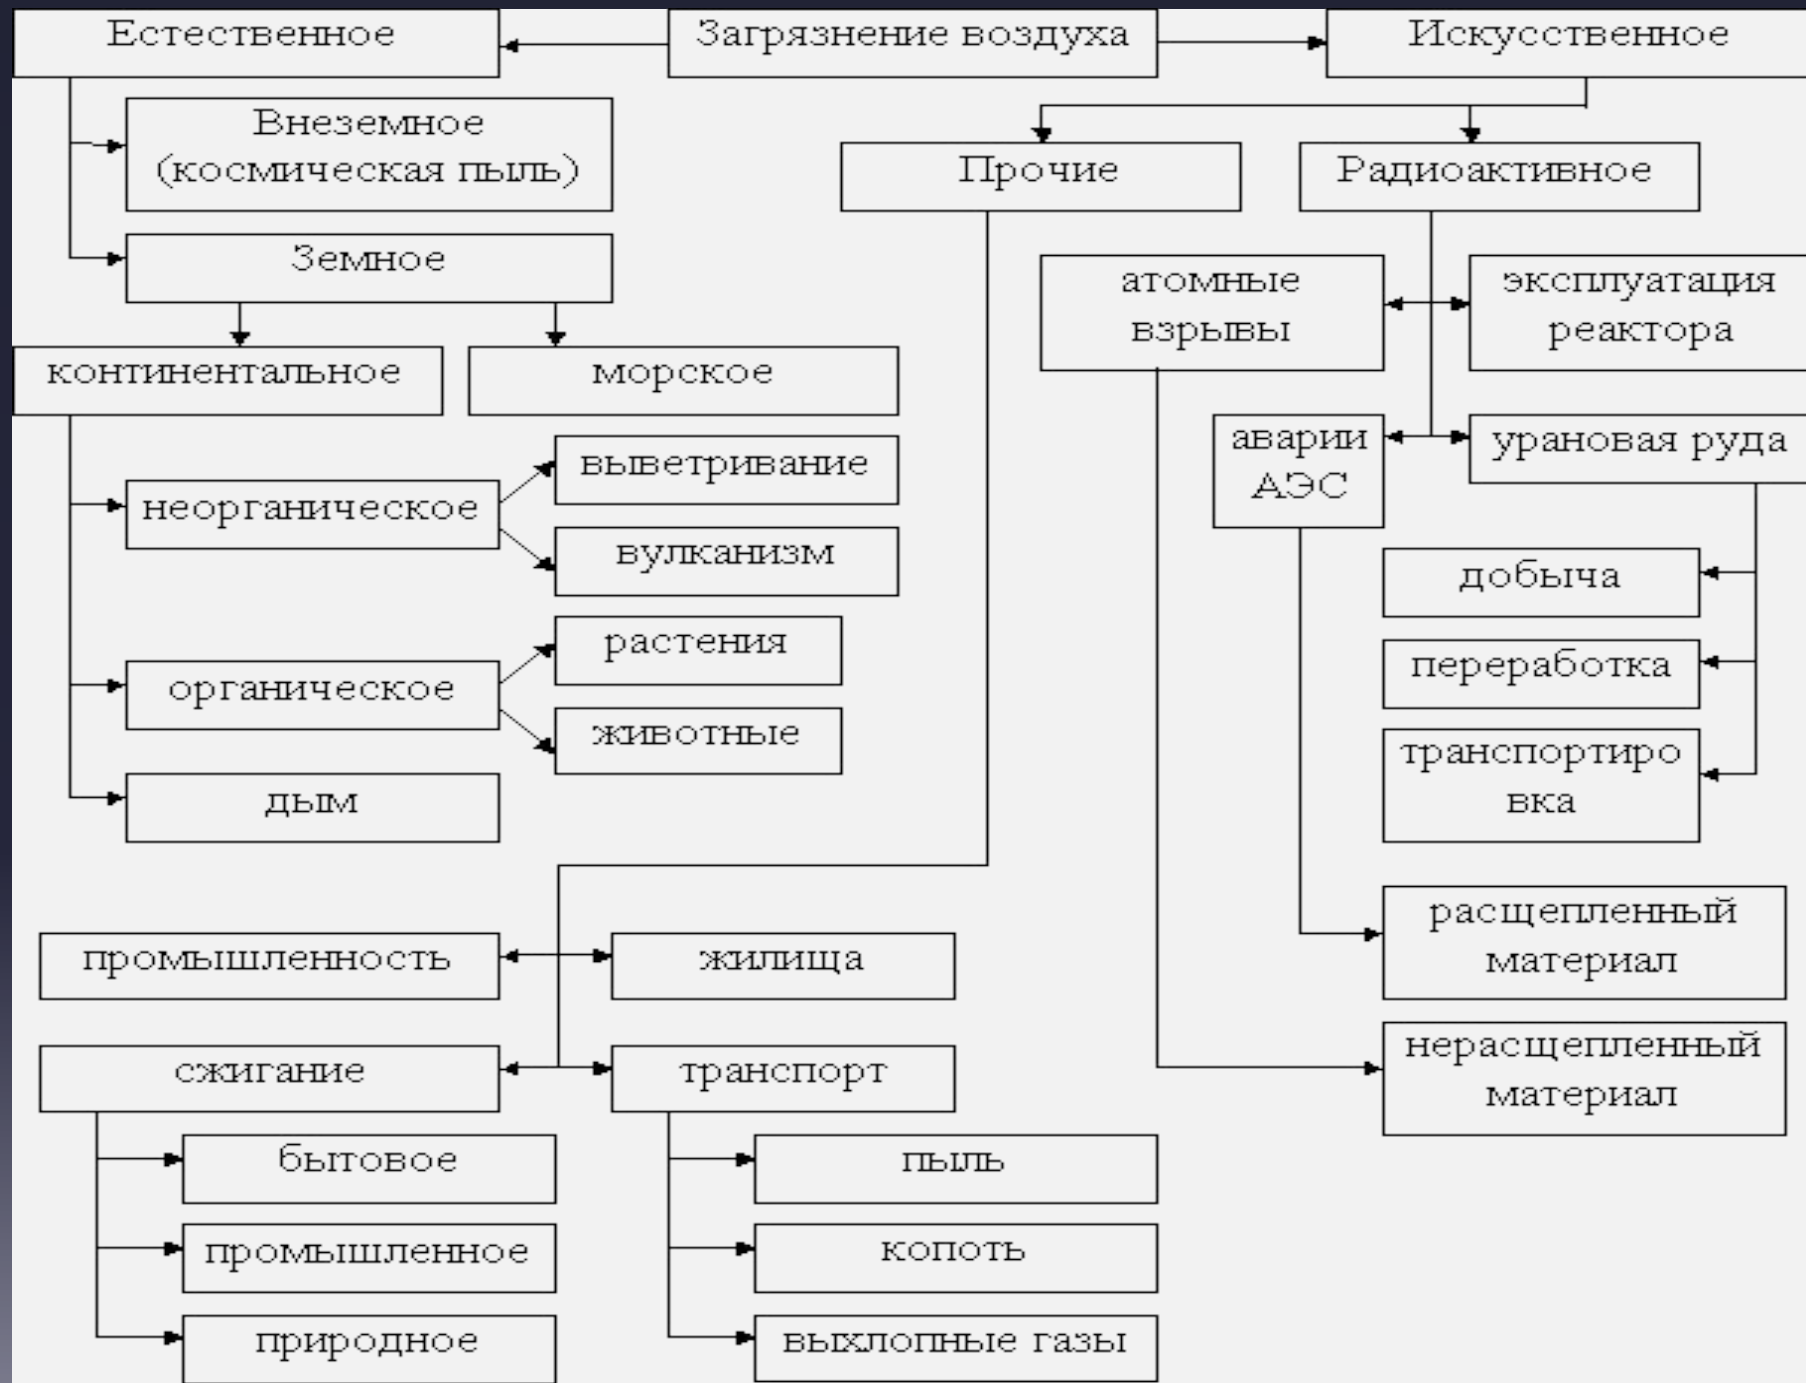 Естественное
Загрязнение воздуха
Искусственное
Внеземное
(космическая пыль)
Прочие
Радиоактивное
Земное
атомные
взрывы
эксплуатация
реактора
континентальное
морское
аварии
АЭС
урановая руда
выветривание
неорганическое
вулканизм
добыча
растения
переработка
органическое
животные
транспортиро
вка
дым
расщепленный
материал
промышленность
жилища
нерасщепленный
материал
сжигание
транспорт
бытовое
пыль
промышленное
копоть
природное
выхлопные газы